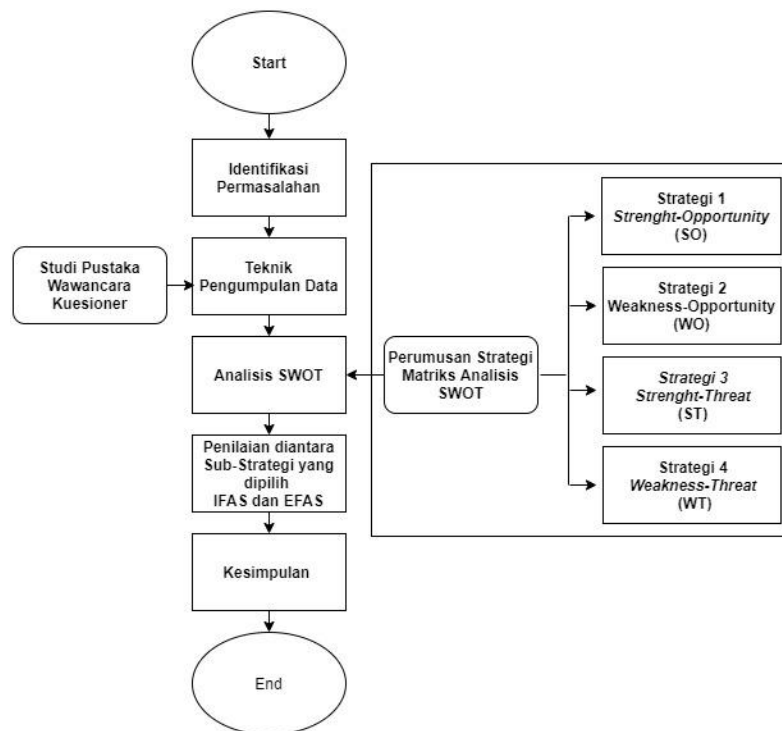 Start
Identifikasi
Permasalahan
Studi Pustaka
Wawancara
Kuesioner
Teknik
Pengumpulan Data
Analisis SWOT
Penilaian diantara
Sub-Strategi yang
dipilih
IFAS dan EFAS
Kesimpulan
End
Perumusan Strategi
Matriks Analisis
SWOT
Strategi 1
Strenght-Opportunity
(SO)
Strategi 2
Weakness-Opportunity
(WO)
Strategi 3
Strenght-Threat
(ST)
Strategi 4
Weakness-Threat
(WT)